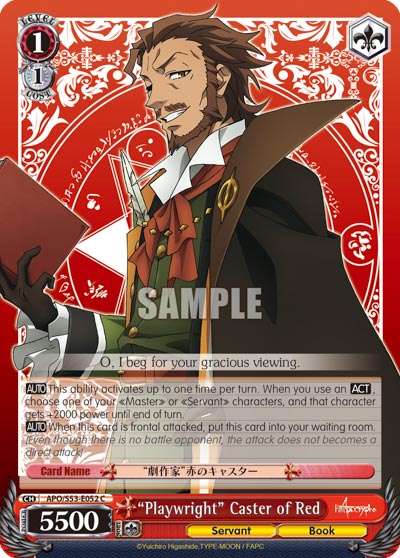 LEVEL
1
1
COST
SAMPLE
O, I beg for your gracious viewing.
AUTO This ability activates up to one time per turn. When you use an ACT,
choose one of your «Master» or «Servant» characters, and that character
gets +2000 power until end of turn.
AUTO When this card is frontal attacked, put this card into your waiting room.
(Even though there is no battle opponent, the attack does not becomes a
direct attack!)
Card Name
"劇作家"赤のキャスター
CH
APO/S53-E052 C
POWER
5500
"Playwright" Caster of Red
Fate/Apocrypha
Servant
Book
©Yuichiro Higashide,TYPE-MOON / FAPC